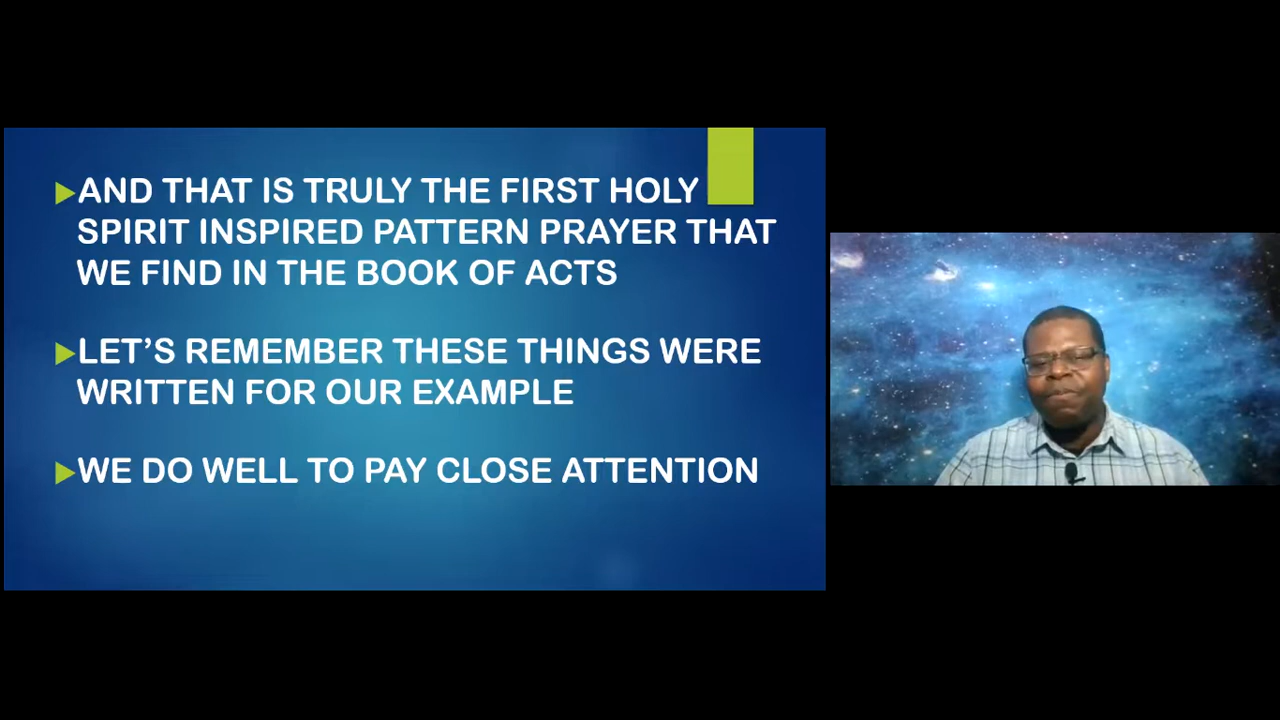 AND THAT IS TRULY THE FIRST HOLY
SPIRIT INSPIRED PATTERN PRAYER THAT
WE FIND IN THE BOOK OF ACTS
LET’S REMEMBER THESE THINGS WERE
WRITTEN FOR OUR EXAMPLE
WE DO WELL TO PAY CLOSE ATTENTION